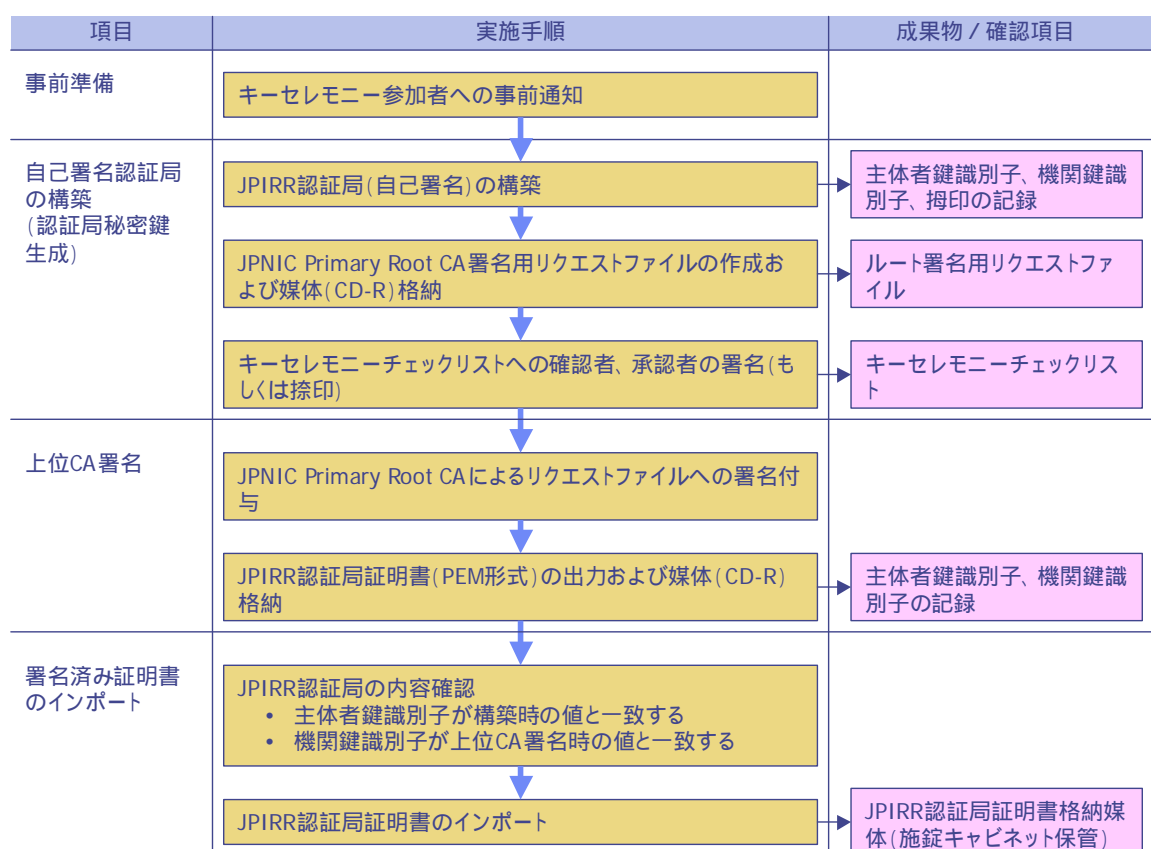 項目
実施手順
成果物 / 確認項目
事前準備
キーセレモニー参加者への事前通知
自己署名認証局
の構築
(認証局秘密鍵
生成)
JPIRR認証局(自己署名)の構築
主体者鍵識別子、機関鍵識
別子、拇印の記録
JPNIC Primary Root CA署名用リクエストファイルの作成お
よび媒体(CD-R)格納
ルート署名用リクエストファ
イル
キーセレモニーチェックリストへの確認者、承認者の署名(も
しくは捺印)
キーセレモニーチェックリス
ト
上位CA署名
JPNIC Primary Root CAによるリクエストファイルへの署名付
与
JPIRR認証局証明書(PEM形式)の出力および媒体(CD-R)
格納
主体者鍵識別子、機関鍵識
別子の記録
署名済み証明書
のインポート
JPIRR認証局の内容確認
• 主体者鍵識別子が構築時の値と一致する
• 機関鍵識別子が上位CA署名時の値と一致する
JPIRR認証局証明書のインポート
JPIRR認証局証明書格納媒
体(施錠キャビネット保管)